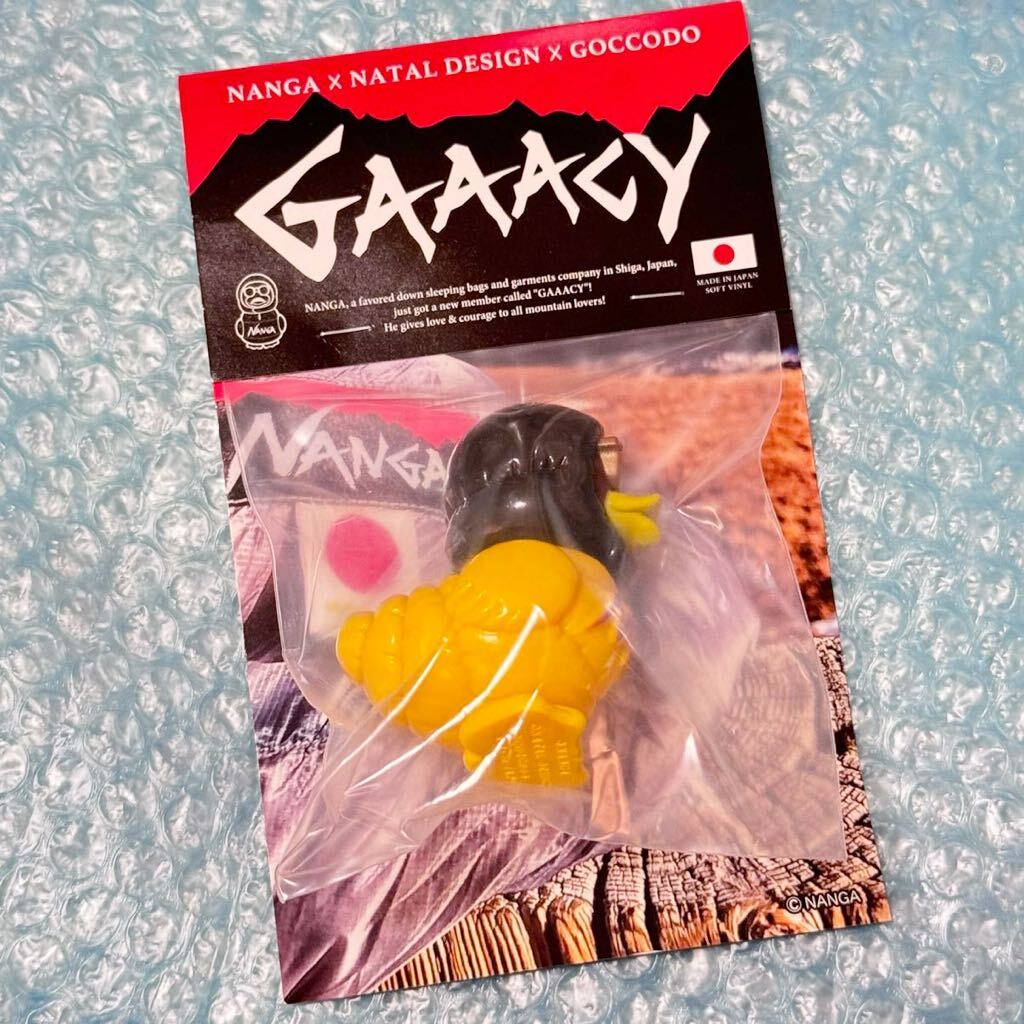 NANGA X NATAL DESIGN X GOCCODO
GAAACY
NANGA, a favored down sleeping bags and garments company in Shiga, Japan,
just got a new member called "GAAACY"!
He gives love & courage to all mountain lovers!
MADE IN JAPAN
SOFT VINYL
NANGA
NANGA
©NANGA